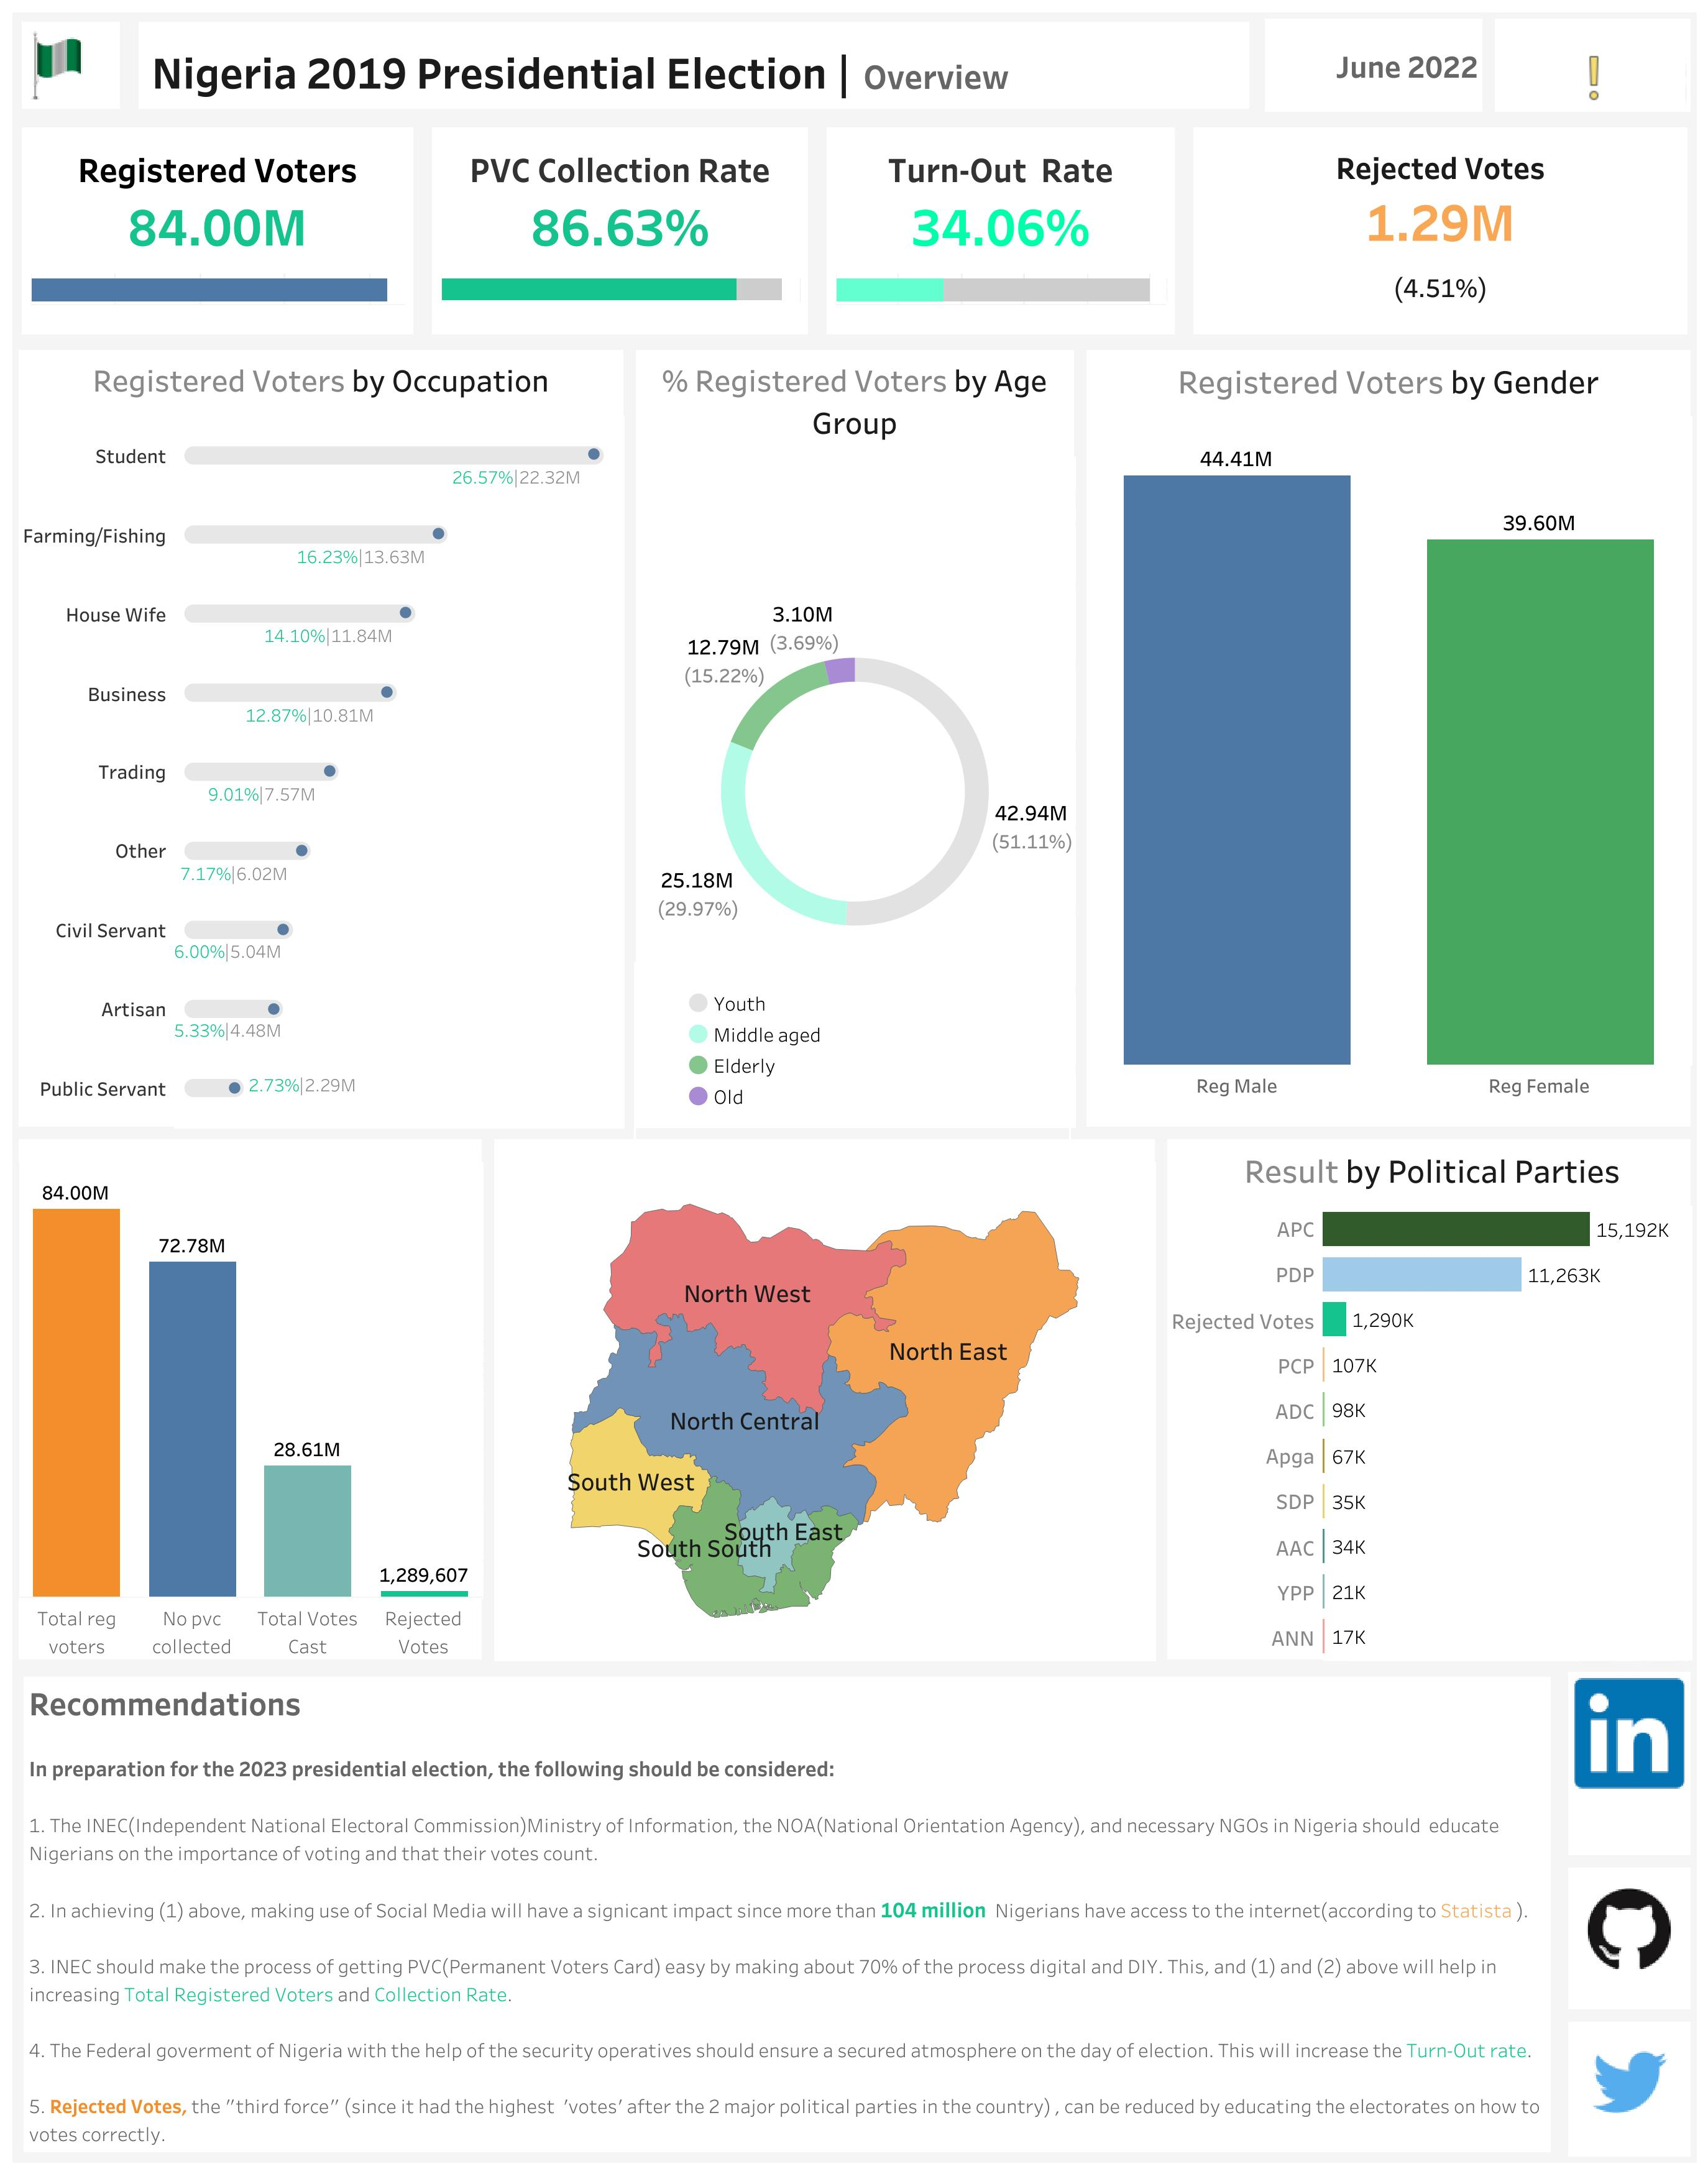 Nigeria 2019 Presidential Election | Overview
June 2022
Registered Voters
84.00M
PVC Collection Rate
86.63%
Turn-Out Rate
34.06%
Rejected Votes
1.29M
(4.51%)
Registered Voters by Occupation
Student
26.57%|22.32M
Farming/Fishing
16.23%|13.63M
House Wife
14.10%|11.84M
Business
12.87%|10.81M
Trading
9.01%|7.57M
Other
7.17%|6.02M
Civil Servant
6.00%|5.04M
Artisan
5.33%|4.48M
Public Servant
2.73%|2.29M
% Registered Voters by Age
Group
3.10M
(3.69%)
12.79M
(15.22%)
42.94M
(51.11%)
25.18M
(29.97%)
Youth
Middle aged
Elderly
Old
Registered Voters by Gender
44.41M
39.60M
Reg Male
Reg Female
84.00M
72.78M
28.61M
1,289,607
Total reg
voters
No pvc
collected
Total Votes
Cast
Rejected
Votes
North West
North East
North Central
South West
South East
South South
Result by Political Parties
APC 15,192K
PDP 11,263K
Rejected Votes 1,290K
PCP 107K
ADC 98K
Apga 67K
SDP 35K
AAC 34K
YPP 21K
ANN 17K
Recommendations
In preparation for the 2023 presidential election, the following should be considered:
1. The INEC(Independent National Electoral Commission)Ministry of Information, the NOA(National Orientation Agency), and necessary NGOs in Nigeria should educate
Nigerians on the importance of voting and that their votes count.
2. In achieving (1) above, making use of Social Media will have a signicant impact since more than 104 million Nigerians have access to the internet(according to Statista ).
3. INEC should make the process of getting PVC(Permanent Voters Card) easy by making about 70% of the process digital and DIY. This, and (1) and (2) above will help in
increasing Total Registered Voters and Collection Rate.
4. The Federal goverment of Nigeria with the help of the security operatives should ensure a secured atmosphere on the day of election. This will increase the Turn-Out rate.
5. Rejected Votes, the "third force" (since it had the highest 'votes' after the 2 major political parties in the country) , can be reduced by educating the electorates on how to
votes correctly.
in